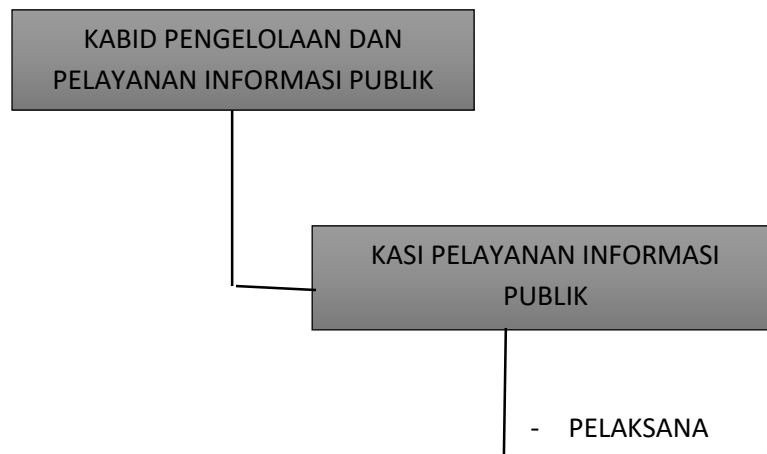 KABID PENGELOLAAN DAN
PELAYANAN INFORMASI PUBLIK
KASI PELAYANAN INFORMASI
PUBLIK
- PELAKSANA